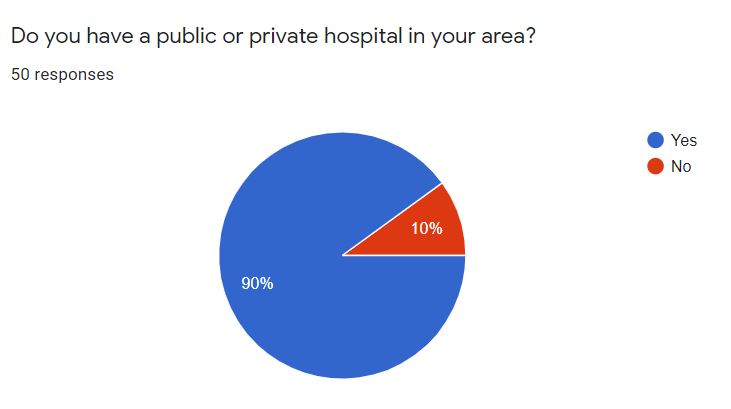 Do you have a public or private hospital in your area?
50 responses
Yes
No
10%
90%